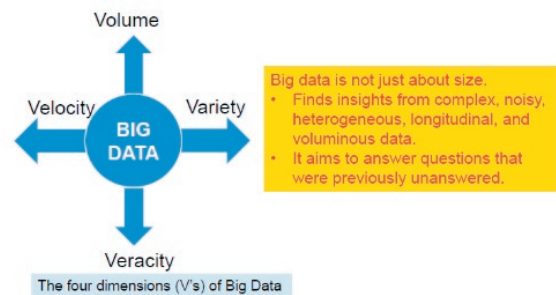 Volume
Velocity
Variety
BIG
DATA
Veracity
The four dimensions (V's) of Big Data
Big data is not just about size.
• Finds insights from complex, noisy,
heterogeneous, longitudinal, and
voluminous data.
• It aims to answer questions that
were previously unanswered.